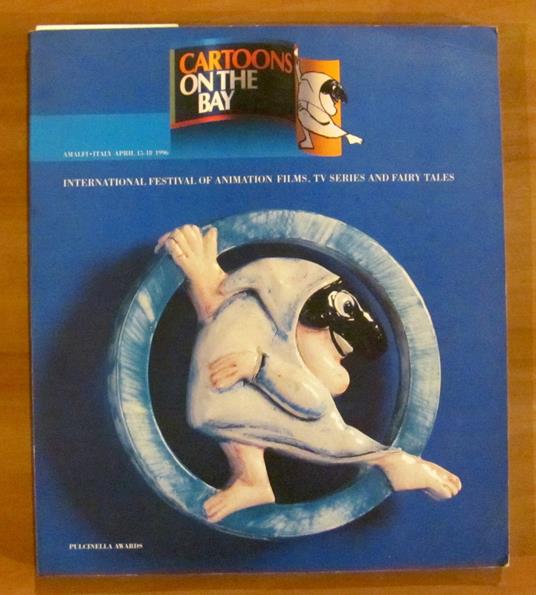 CARTOONS
ON THE
BAY
AMALFI•ITALY APRIL 15-18 1996
INTERNATIONAL FESTIVAL OF ANIMATION FILMS, TV SERIES AND FAIRY TALES
PULCINELLA AWARDS